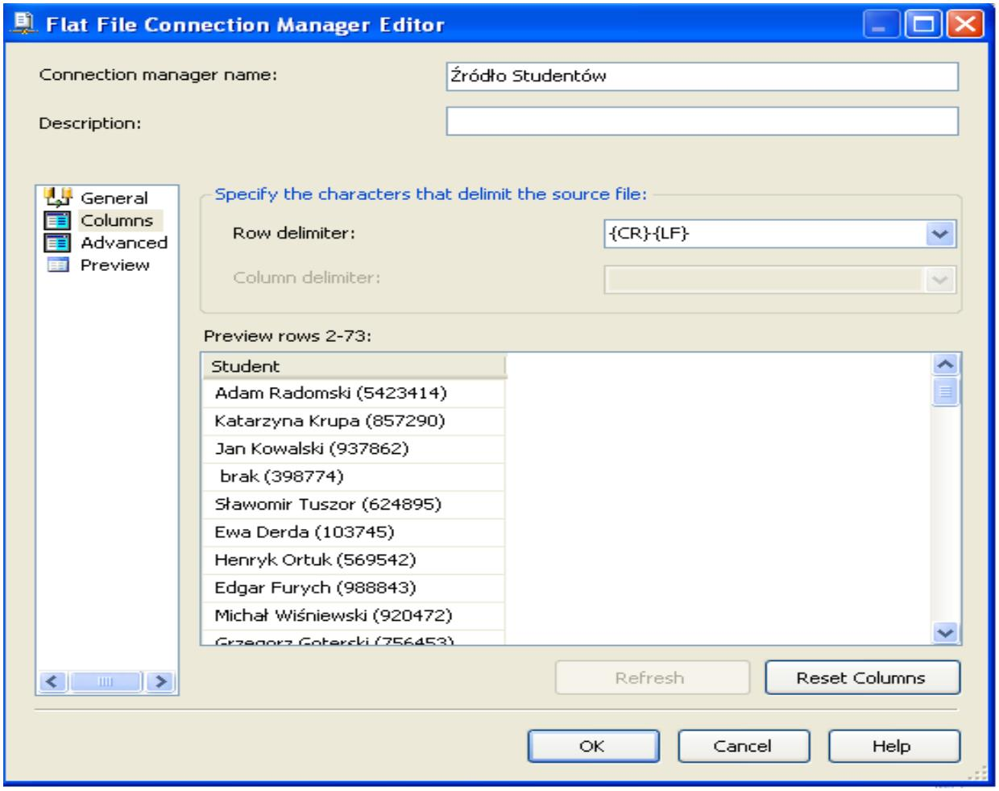 Flat File Connection Manager Editor
Connection manager name: Źródło Studentów
Description:
General
Columns
Advanced
Preview
Specify the characters that delimit the source file:
Row delimiter: {CR}{LF}
Column delimiter:
Preview rows 2-73:
Student
Adam Radomski (5423414)
Katarzyna Krupa (857290)
Jan Kowalski (937862)
brak (398774)
Sławomir Tuszor (624895)
Ewa Derda (103745)
Henryk Ortuk (569542)
Edgar Furych (988843)
Michał Wiśniewski (920472)
Grzegorz Goterski (756453)
Refresh Reset Columns
OK Cancel Help